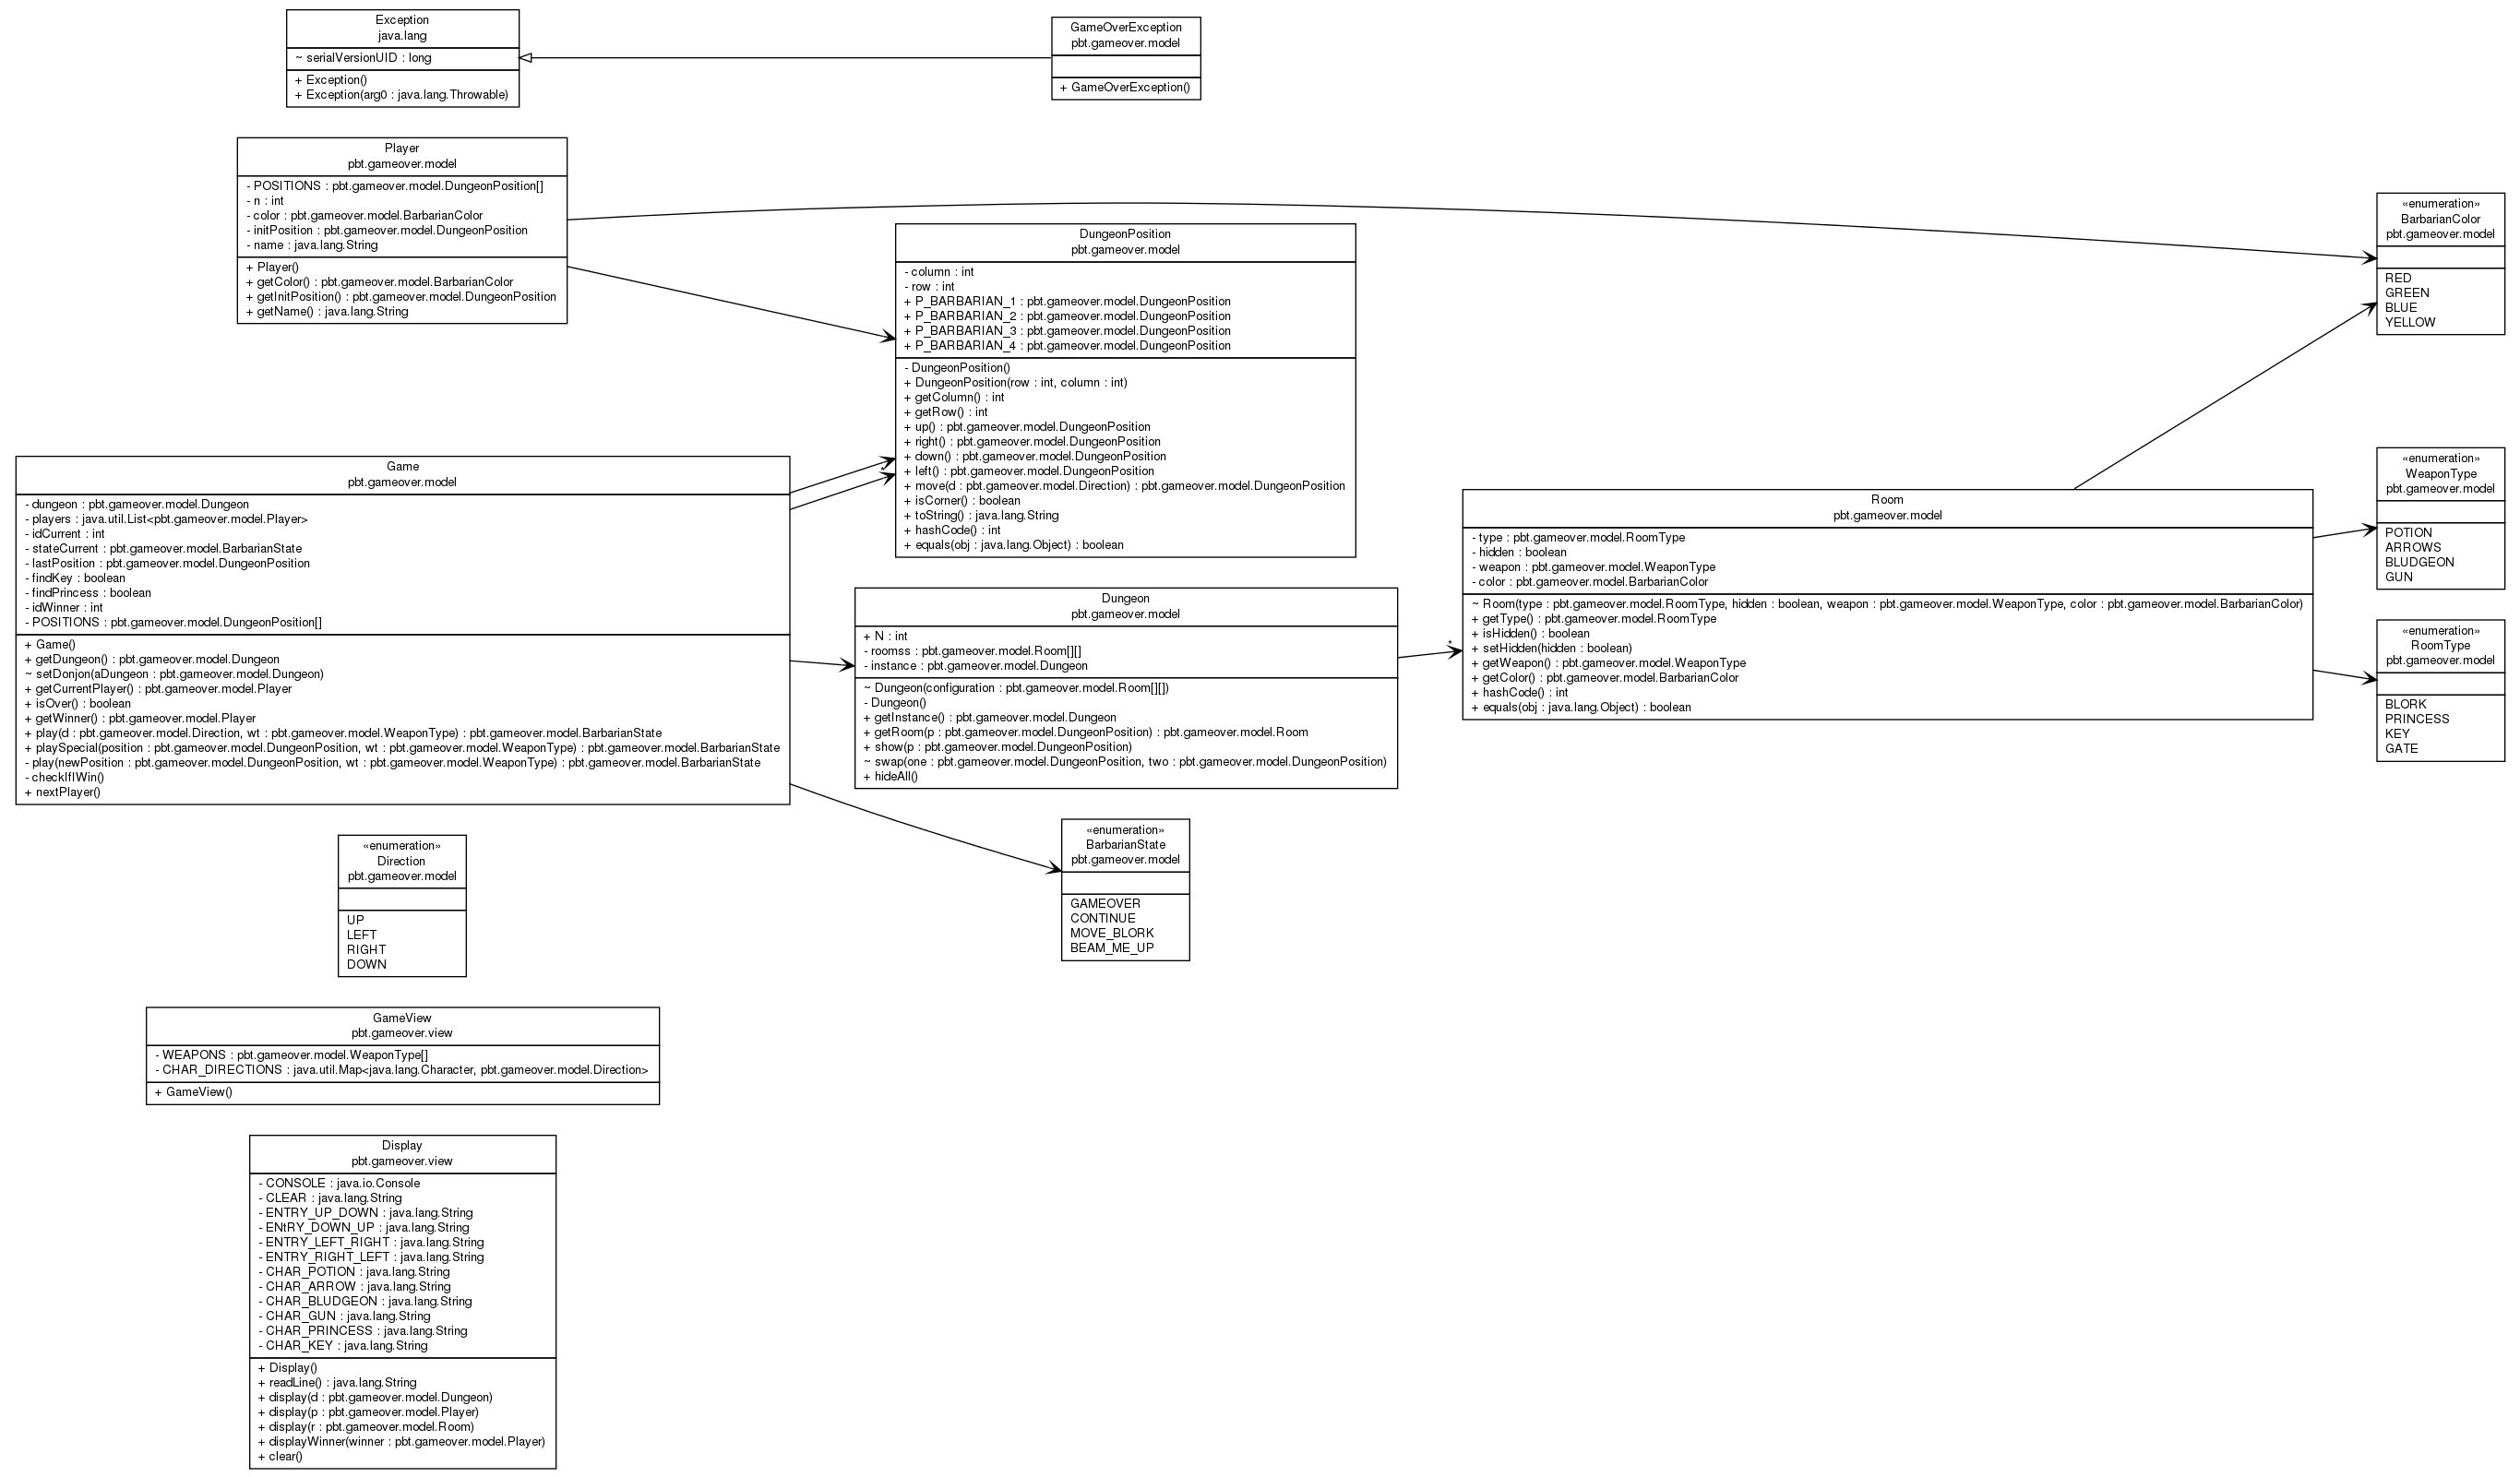 Exception
java.lang
~ serialVersionUID : long
+ Exception()
+ Exception(arg0 : java.lang.Throwable)
GameOverException
pbt.gameover.model
+ GameOverException()
Player
pbt.gameover.model
- POSITIONS : pbt.gameover.model.DungeonPosition[]
- n : int
- color : pbt.gameover.model.BarbarianColor
- initPosition : pbt.gameover.model.DungeonPosition
- name : java.lang.String
+ Player()
+ getColor() : pbt.gameover.model.BarbarianColor
+ getInitPosition() : pbt.gameover.model.DungeonPosition
+ getName() : java.lang.String
DungeonPosition
pbt.gameover.model
- column : int
- row : int
+ P_BARBARIAN_1 : pbt.gameover.model.DungeonPosition
+ P_BARBARIAN_2 : pbt.gameover.model.DungeonPosition
+ P_BARBARIAN_3 : pbt.gameover.model.DungeonPosition
+ P_BARBARIAN_4 : pbt.gameover.model.DungeonPosition
- DungeonPosition()
+ DungeonPosition(row : int, column : int)
+ getColumn() : int
+ getRow() : int
+ up() : pbt.gameover.model.DungeonPosition
+ right() : pbt.gameover.model.DungeonPosition
+ down() : pbt.gameover.model.DungeonPosition
+ left() : pbt.gameover.model.DungeonPosition
+ move(d : pbt.gameover.model.Direction) : pbt.gameover.model.DungeonPosition
+ isCorner() : boolean
+ toString() : java.lang.String
+ hashCode() : int
+ equals(obj : java.lang.Object) : boolean
«enumeration»
BarbarianColor
pbt.gameover.model
RED
GREEN
BLUE
YELLOW
Game
pbt.gameover.model
- dungeon : pbt.gameover.model.Dungeon
- players : java.util.List<pbt.gameover.model.Player>
- idCurrent : int
- stateCurrent : pbt.gameover.model.BarbarianState
- lastPosition : pbt.gameover.model.DungeonPosition
- findKey : boolean
- findPrincess : boolean
- idWinner : int
- POSITIONS : pbt.gameover.model.DungeonPosition[]
+ Game()
+ getDungeon() : pbt.gameover.model.Dungeon
~ setDonjon(aDungeon : pbt.gameover.model.Dungeon)
+ getCurrentPlayer() : pbt.gameover.model.Player
+ isOver() : boolean
+ getWinner() : pbt.gameover.model.Player
+ play(d : pbt.gameover.model.Direction, wt : pbt.gameover.model.WeaponType) : pbt.gameover.model.BarbarianState
+ playSpecial(position : pbt.gameover.model.DungeonPosition, wt : pbt.gameover.model.WeaponType) : pbt.gameover.model.BarbarianState
- play(newPosition : pbt.gameover.model.DungeonPosition, wt : pbt.gameover.model.WeaponType) : pbt.gameover.model.BarbarianState
- checkIfIWin()
+ nextPlayer()
*
Dungeon
pbt.gameover.model
+ N : int
- roomss : pbt.gameover.model.Room[][]
- instance : pbt.gameover.model.Dungeon
~ Dungeon(configuration : pbt.gameover.model.Room[][])
- Dungeon()
+ getInstance() : pbt.gameover.model.Dungeon
+ getRoom(p : pbt.gameover.model.DungeonPosition) : pbt.gameover.model.Room
+ show(p : pbt.gameover.model.DungeonPosition)
~ swap(one : pbt.gameover.model.DungeonPosition, two : pbt.gameover.model.DungeonPosition)
+ hideAll()
*
Room
pbt.gameover.model
- type : pbt.gameover.model.RoomType
- hidden : boolean
- weapon : pbt.gameover.model.WeaponType
- color : pbt.gameover.model.BarbarianColor
~ Room(type : pbt.gameover.model.RoomType, hidden : boolean, weapon : pbt.gameover.model.WeaponType, color : pbt.gameover.model.BarbarianColor)
+ getType() : pbt.gameover.model.RoomType
+ isHidden() : boolean
+ setHidden(hidden : boolean)
+ getWeapon() : pbt.gameover.model.WeaponType
+ getColor() : pbt.gameover.model.BarbarianColor
+ hashCode() : int
+ equals(obj : java.lang.Object) : boolean
«enumeration»
WeaponType
pbt.gameover.model
POTION
ARROWS
BLUDGEON
GUN
«enumeration»
RoomType
pbt.gameover.model
BLORK
PRINCESS
KEY
GATE
«enumeration»
BarbarianState
pbt.gameover.model
GAMEOVER
CONTINUE
MOVE_BLORK
BEAM_ME_UP
«enumeration»
Direction
pbt.gameover.model
UP
LEFT
RIGHT
DOWN
GameView
pbt.gameover.view
- WEAPONS : pbt.gameover.model.WeaponType[]
- CHAR_DIRECTIONS : java.util.Map<java.lang.Character, pbt.gameover.model.Direction>
+ GameView()
Display
pbt.gameover.view
- CONSOLE : java.io.Console
- CLEAR : java.lang.String
- ENTRY_UP_DOWN : java.lang.String
- ENtRY_DOWN_UP : java.lang.String
- ENTRY_LEFT_RIGHT : java.lang.String
- ENTRY_RIGHT_LEFT : java.lang.String
- CHAR_POTION : java.lang.String
- CHAR_ARROW : java.lang.String
- CHAR_BLUDGEON : java.lang.String
- CHAR_GUN : java.lang.String
- CHAR_PRINCESS : java.lang.String
- CHAR_KEY : java.lang.String
+ Display()
+ readLine() : java.lang.String
+ display(d : pbt.gameover.model.Dungeon)
+ display(p : pbt.gameover.model.Player)
+ display(r : pbt.gameover.model.Room)
+ displayWinner(winner : pbt.gameover.model.Player)
+ clear()